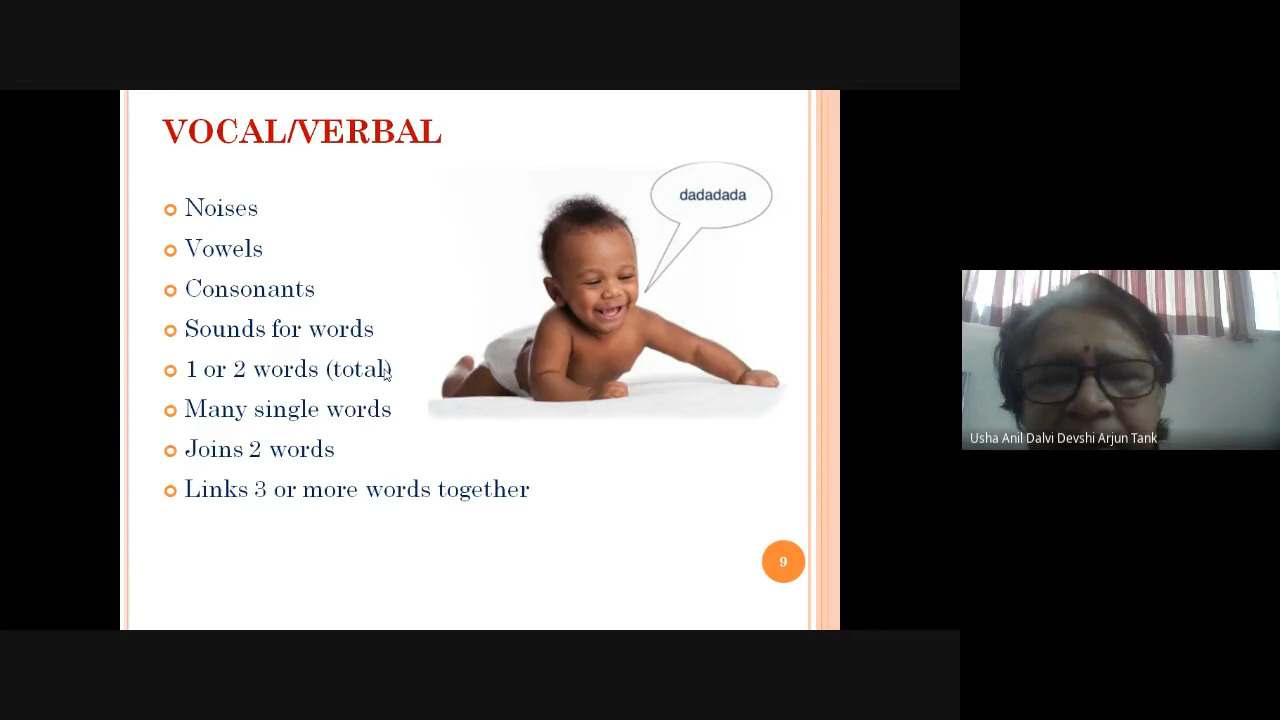 VOCAL/VERBAL
dadadada
Noises
Vowels
Consonants
Sounds for words
1 or 2 words (total)
Many single words
Joins 2 words
Links 3 or more words together
9
Usha Anil Dalvi Devshi Arjun Tank